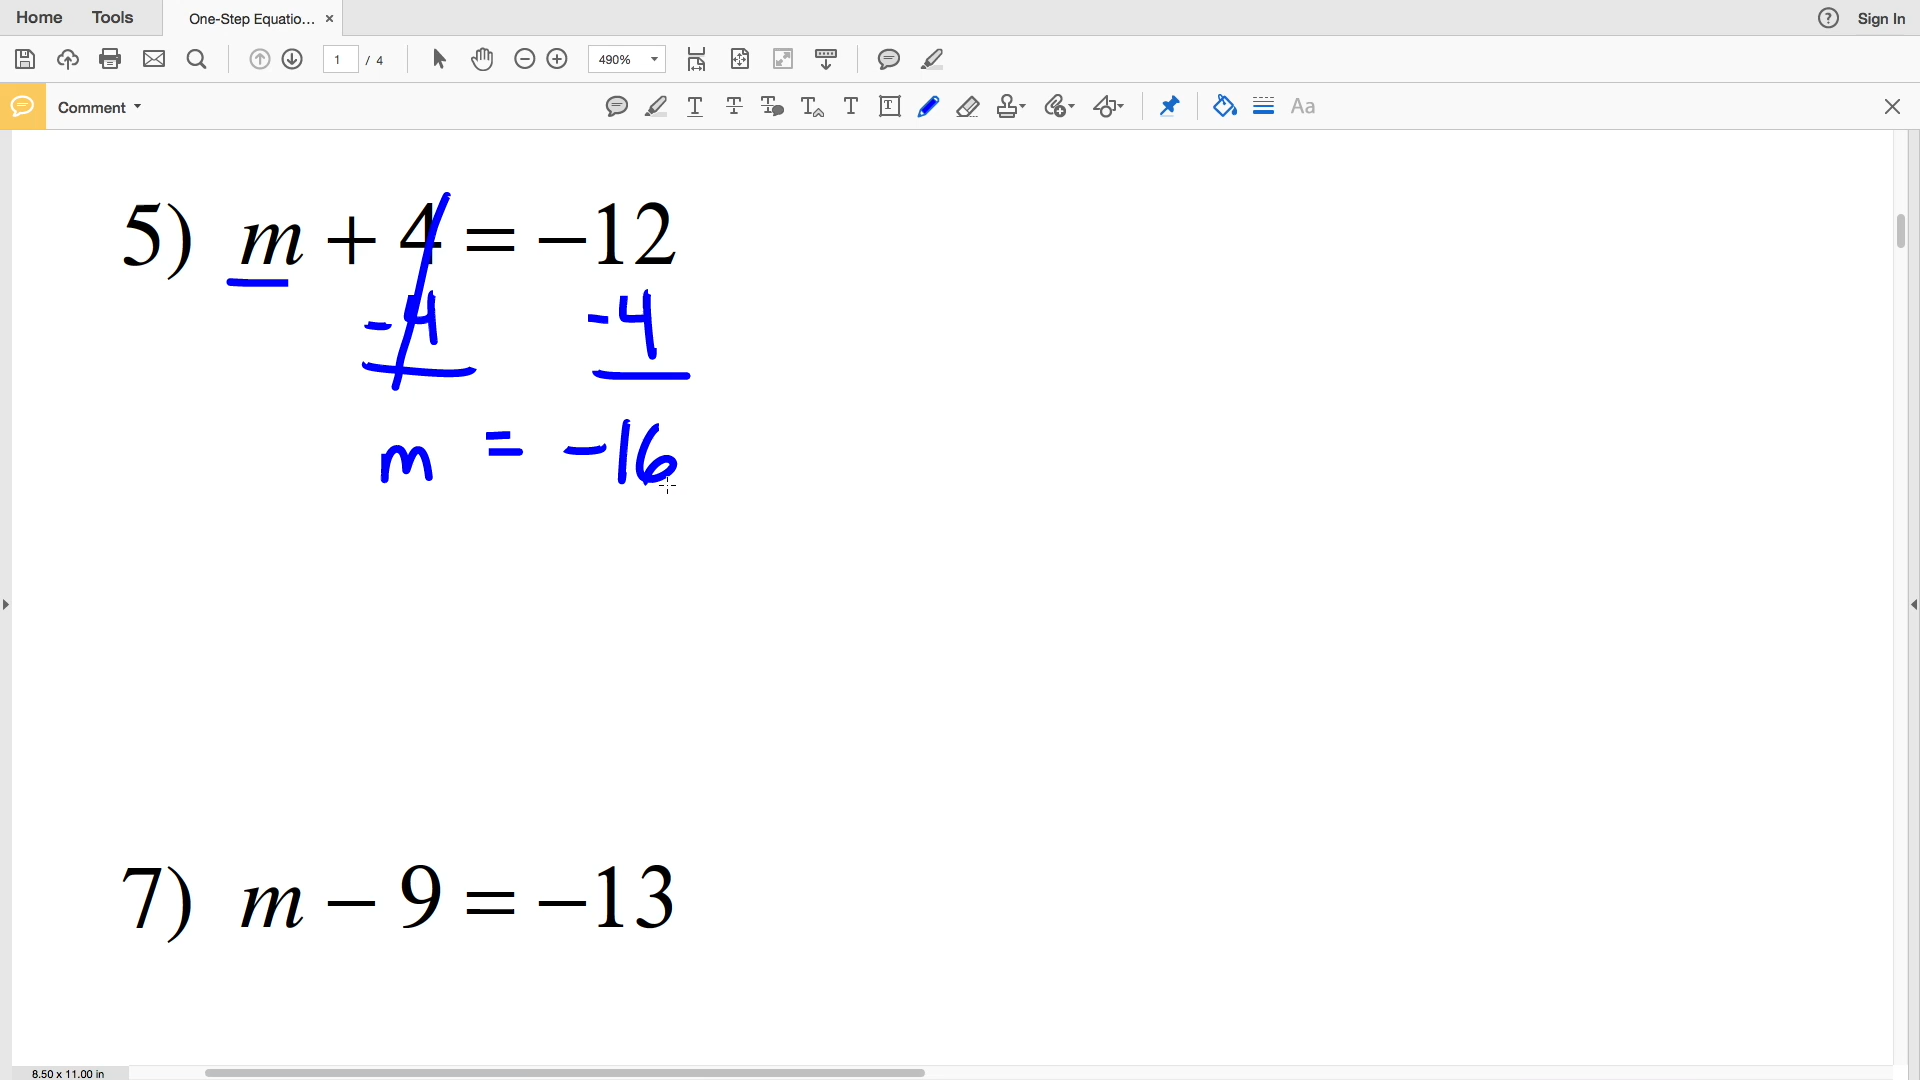 Home Tools One-Step Equatio... × ? Sign In
1 / 4 490%
Comment T T T T T T Aa
5) m + 4 = −12
-4 -4
m = -16
7) m − 9 = −13
8.50 x 11.00 in